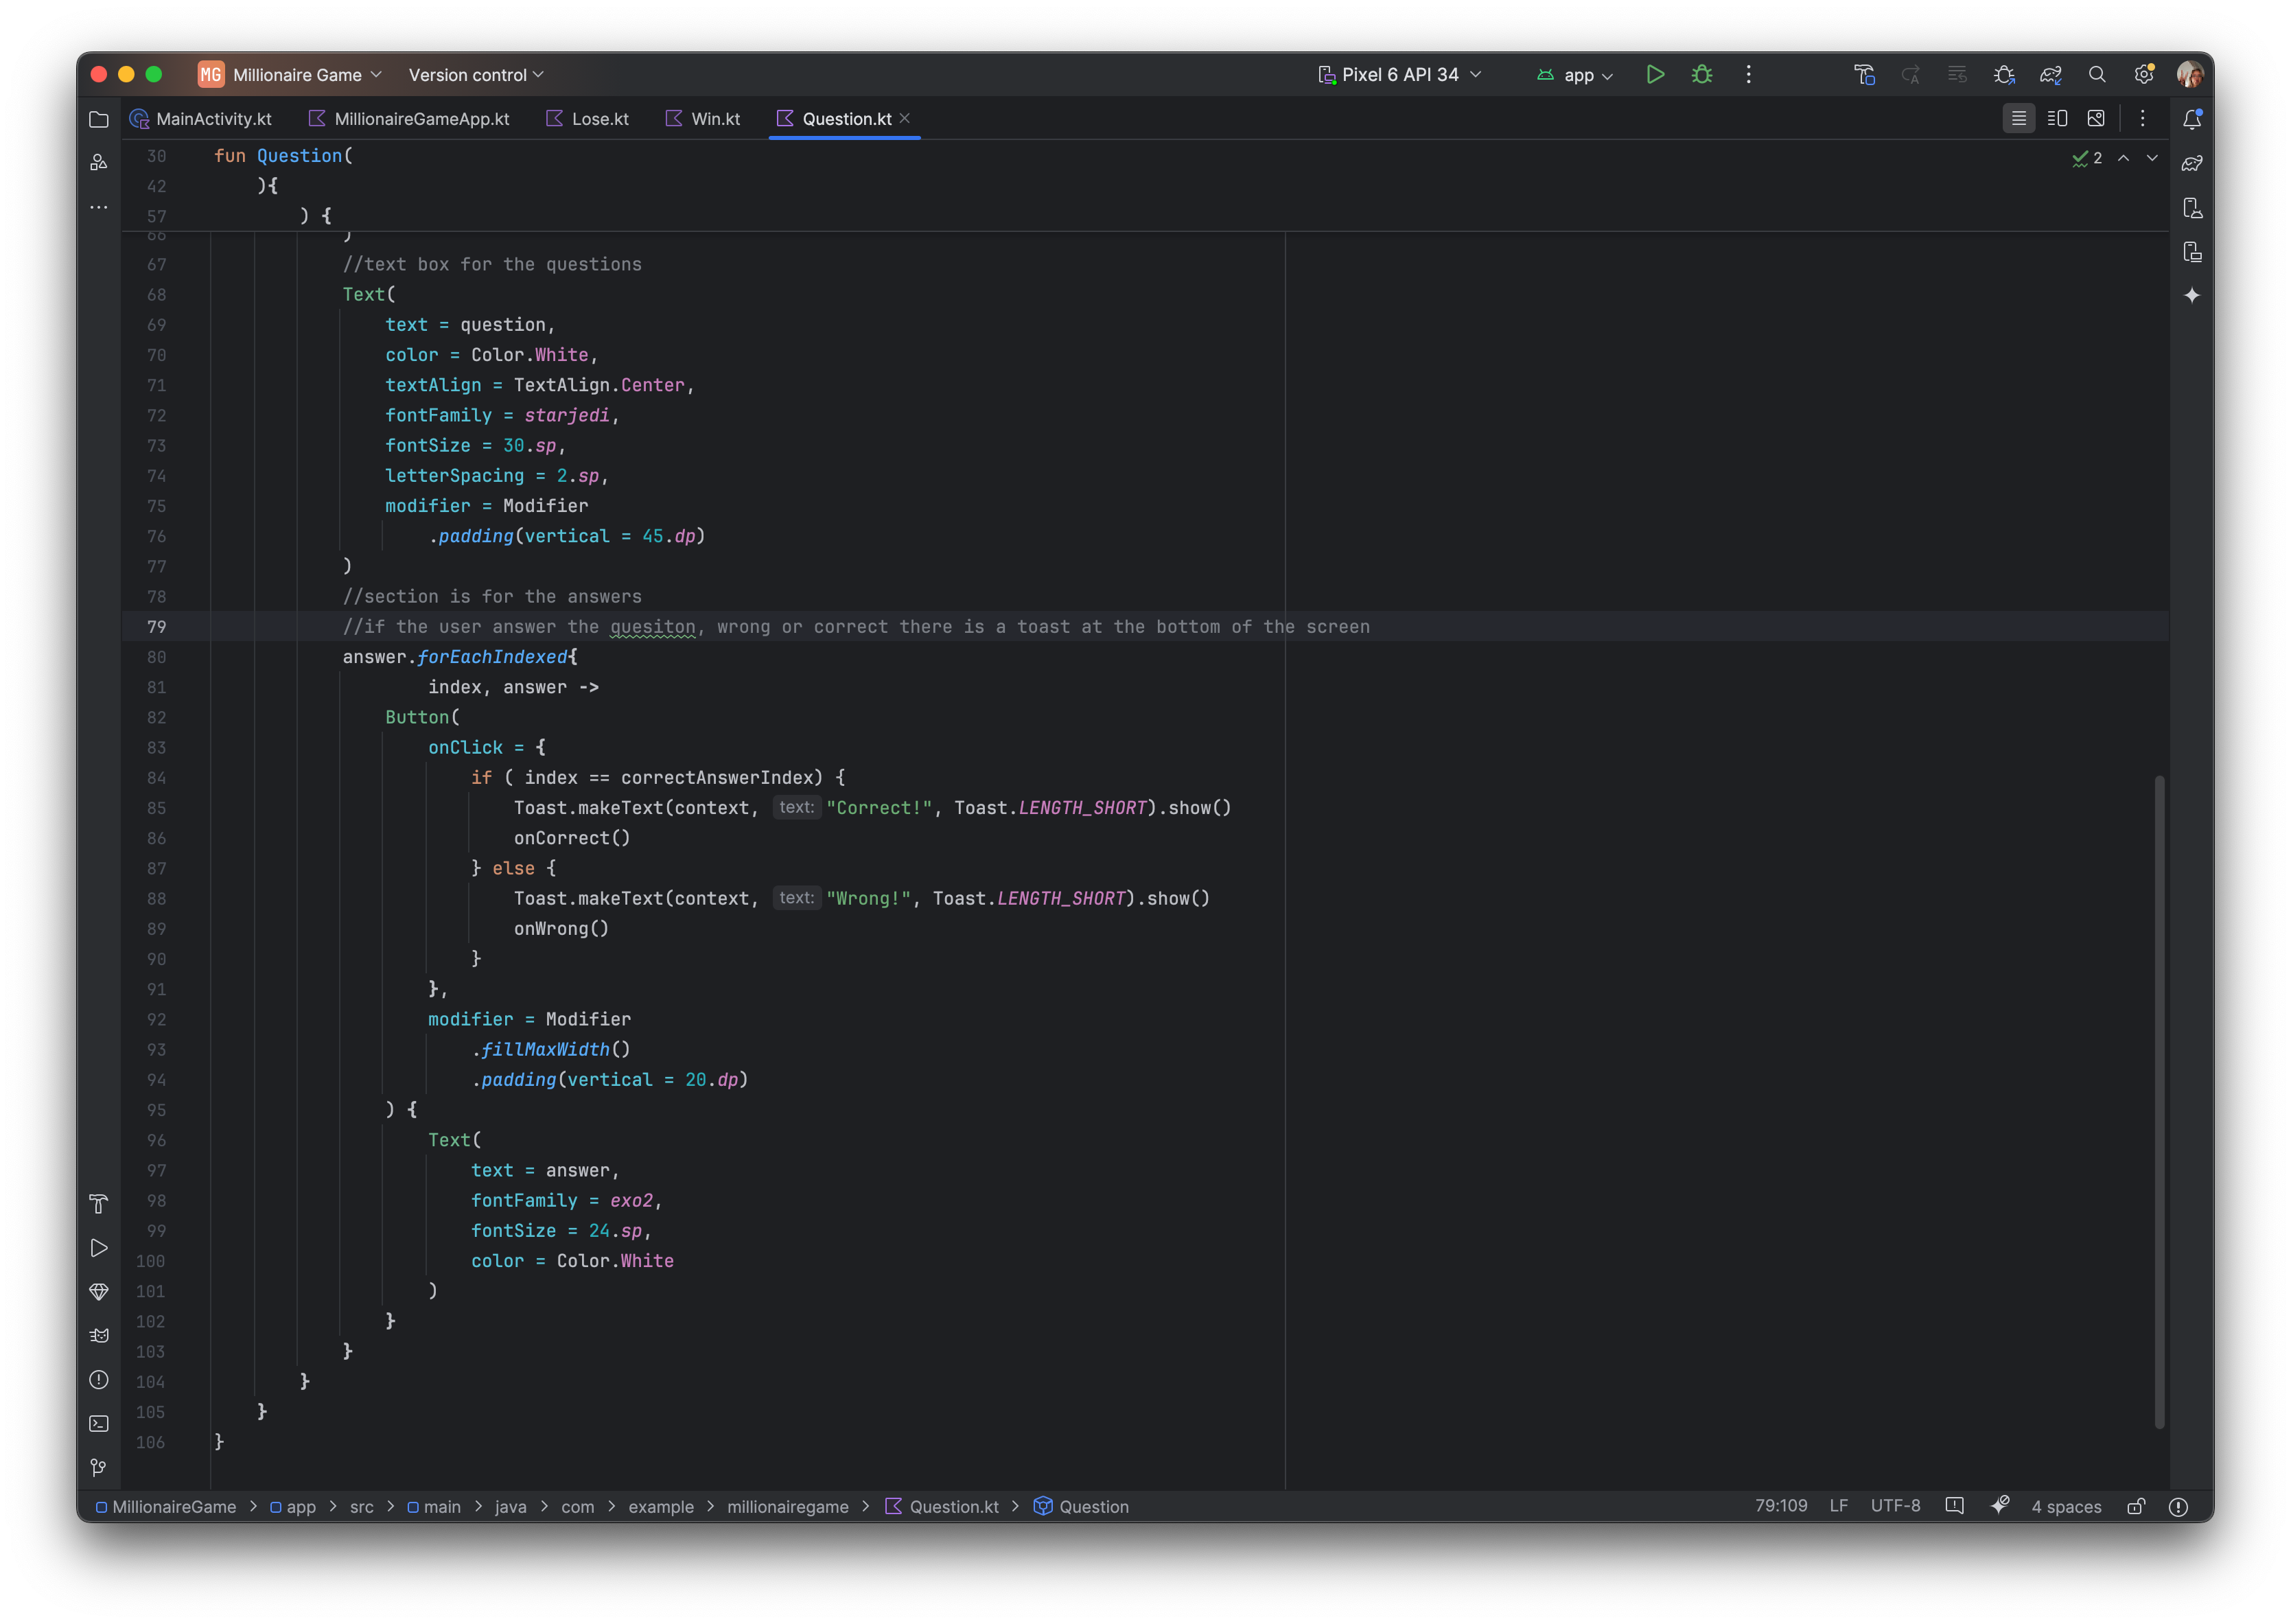 MG Millionaire Game Version control Pixel 6 API 34 app
MainActivity.kt MillionaireGameApp.kt Lose.kt Win.kt Question.kt
30 fun Question(
2
42 ){
57 ) {
66 )
67 //text box for the questions
68 Text(
69 text = question,
70 color = Color.White,
71 textAlign = TextAlign.Center,
72 fontFamily = starjedi,
73 fontSize = 30.sp,
74 letterSpacing = 2.sp,
75 modifier = Modifier
76 .padding(vertical = 45.dp)
77 )
78 //section is for the answers
79 //if the user answer the quesiton, wrong or correct there is a toast at the bottom of the screen
80 answer.forEachIndexed{
81 index, answer ->
82 Button(
83 onClick = {
84 if ( index == correctAnswerIndex) {
85 Toast.makeText(context, text: "Correct!", Toast.LENGTH_SHORT).show()
86 onCorrect()
87 } else {
88 Toast.makeText(context, text: "Wrong!", Toast.LENGTH_SHORT).show()
89 onWrong()
90 }
91 },
92 modifier = Modifier
93 .fillMaxWidth()
94 .padding(vertical = 20.dp)
95 ) {
96 Text(
97 text = answer,
98 fontFamily = exo2,
99 fontSize = 24.sp,
100 color = Color.White
101 )
102 }
103 }
104 }
105 }
106 }
MillionaireGame > app > src > main > java > com > example > millionairegame > Question.kt > Question 79:109 LF UTF-8 4 spaces